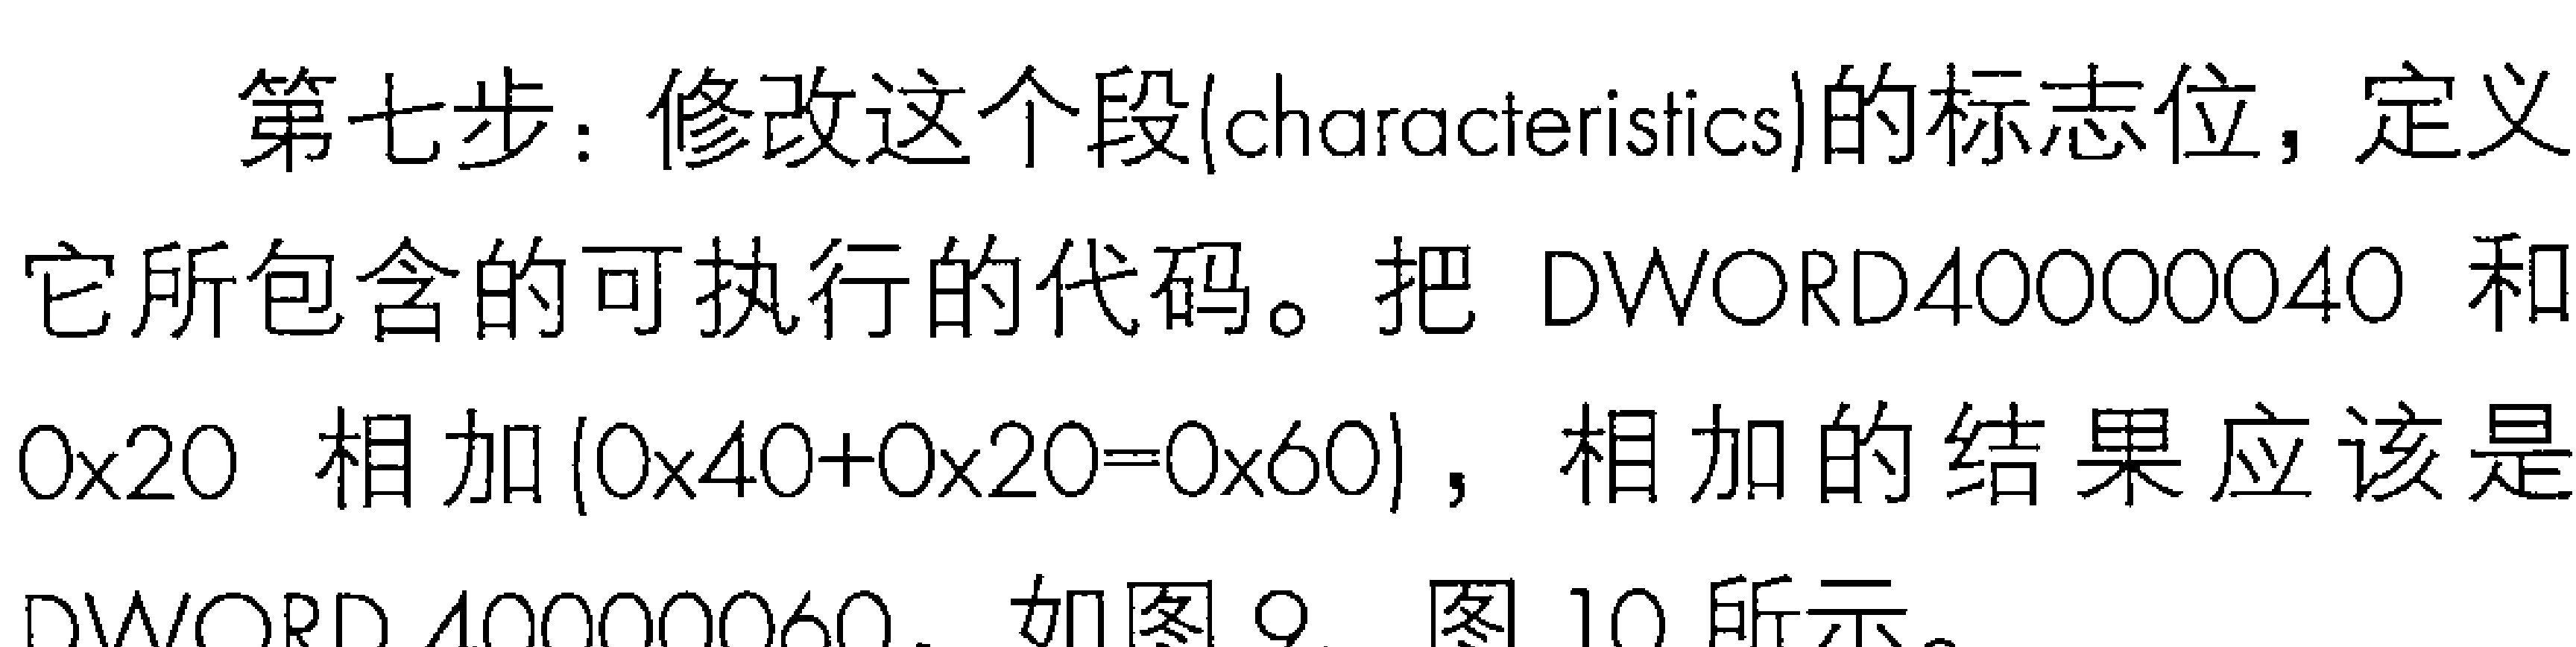 第七步：修改这个段(characteristics)的标志位，定义
它所包含的可执行的代码。把 DWORD40000040 和
0x20 相加(0x40+0x20=0x60)，相加的结果应该是
DWORD 40000060，如图 9、图 10 所示。